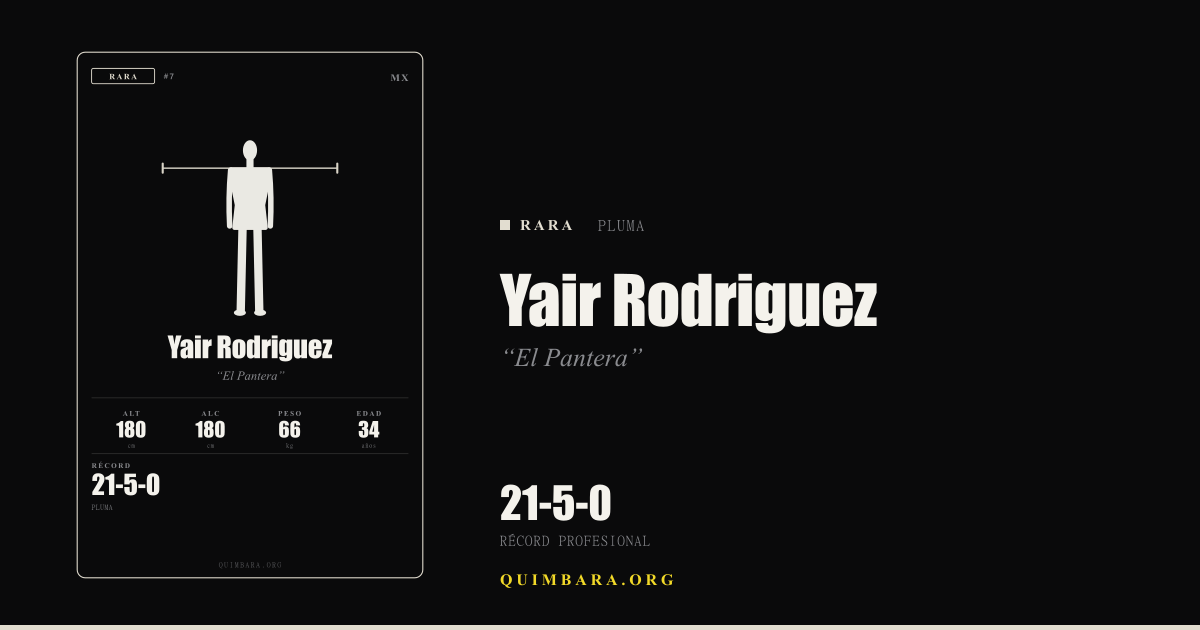 RARA #7 MX
Yair Rodriguez
“El Pantera”
ALT ALC PESO EDAD
180 180 66 34
cm cm kg años
RÉCORD
21-5-0
PLUMA
QUIMBARA.ORG
RARA PLUMA
Yair Rodriguez
“El Pantera”
21-5-0
RÉCORD PROFESIONAL
QUIMBARA.ORG